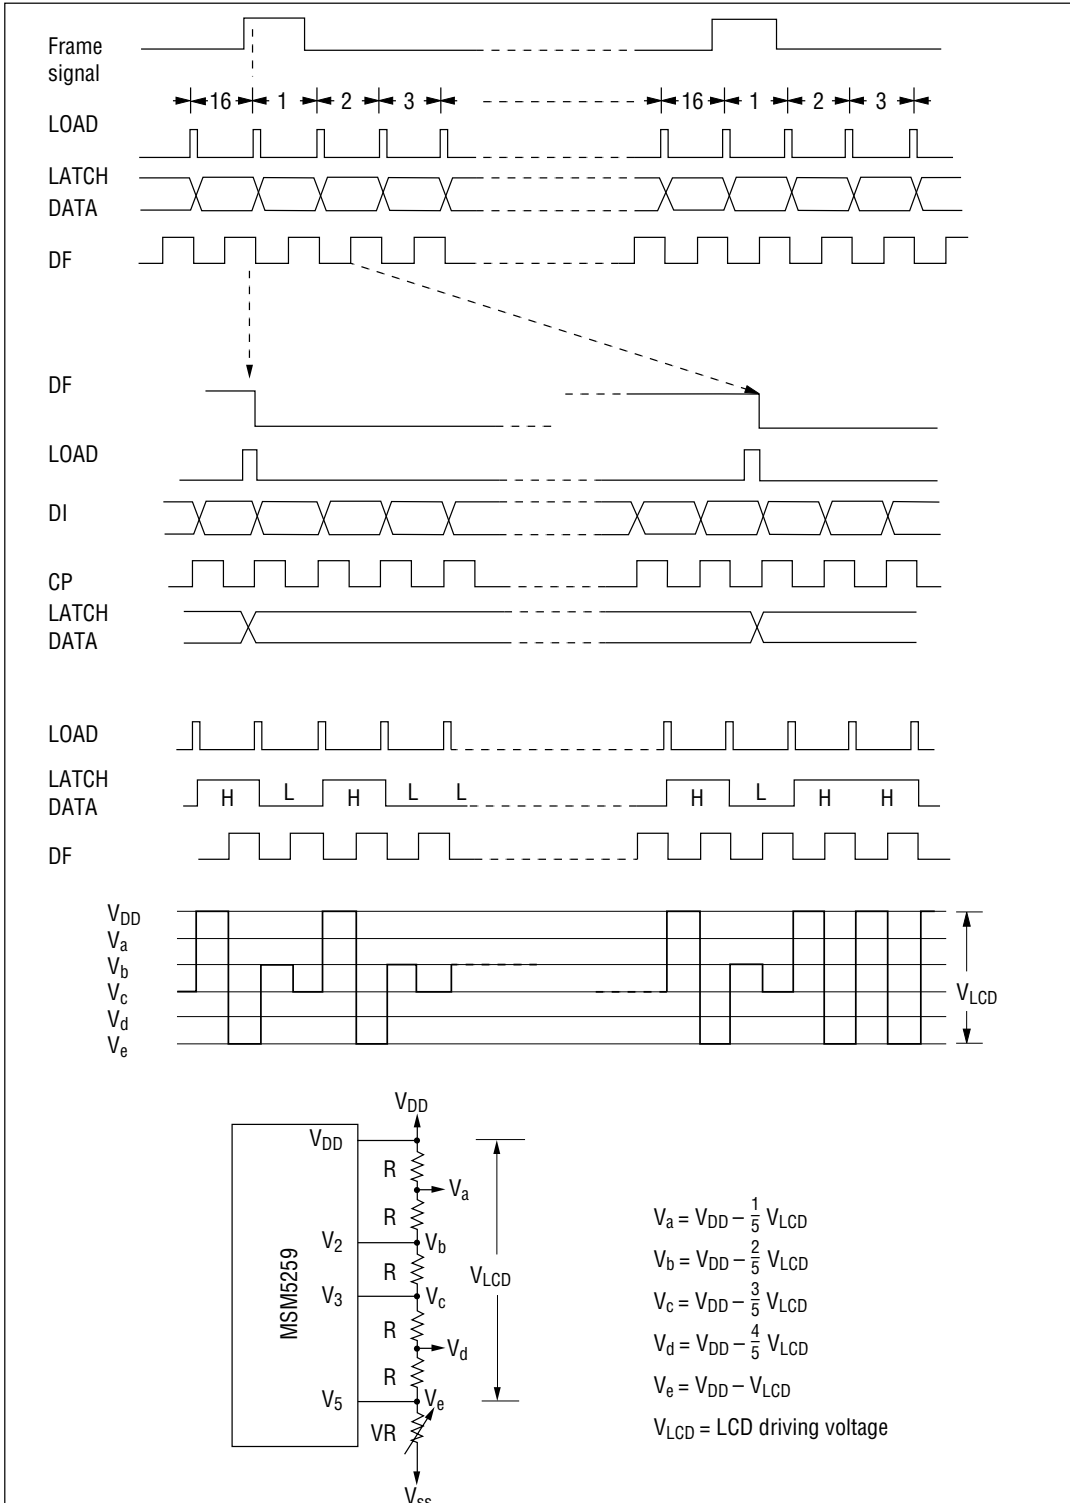 Frame
signal
16 1 2 3 16 1 2 3
LOAD
LATCH
DATA
DF
DF
LOAD
DI
CP
LATCH
DATA
LOAD
LATCH
DATA
H L H L L H L H H
DF
VDD
Va
Vb
Vc
Vd
Ve
VLCD
VDD
VDD
R
Va
R
V2
Vb
R
VLCD
V3
Vc
R
Vd
R
V5
Ve
VR
Vss
MSM5259
Va = VDD – 1/5 VLCD
Vb = VDD – 2/5 VLCD
Vc = VDD – 3/5 VLCD
Vd = VDD – 4/5 VLCD
Ve = VDD – VLCD
VLCD = LCD driving voltage